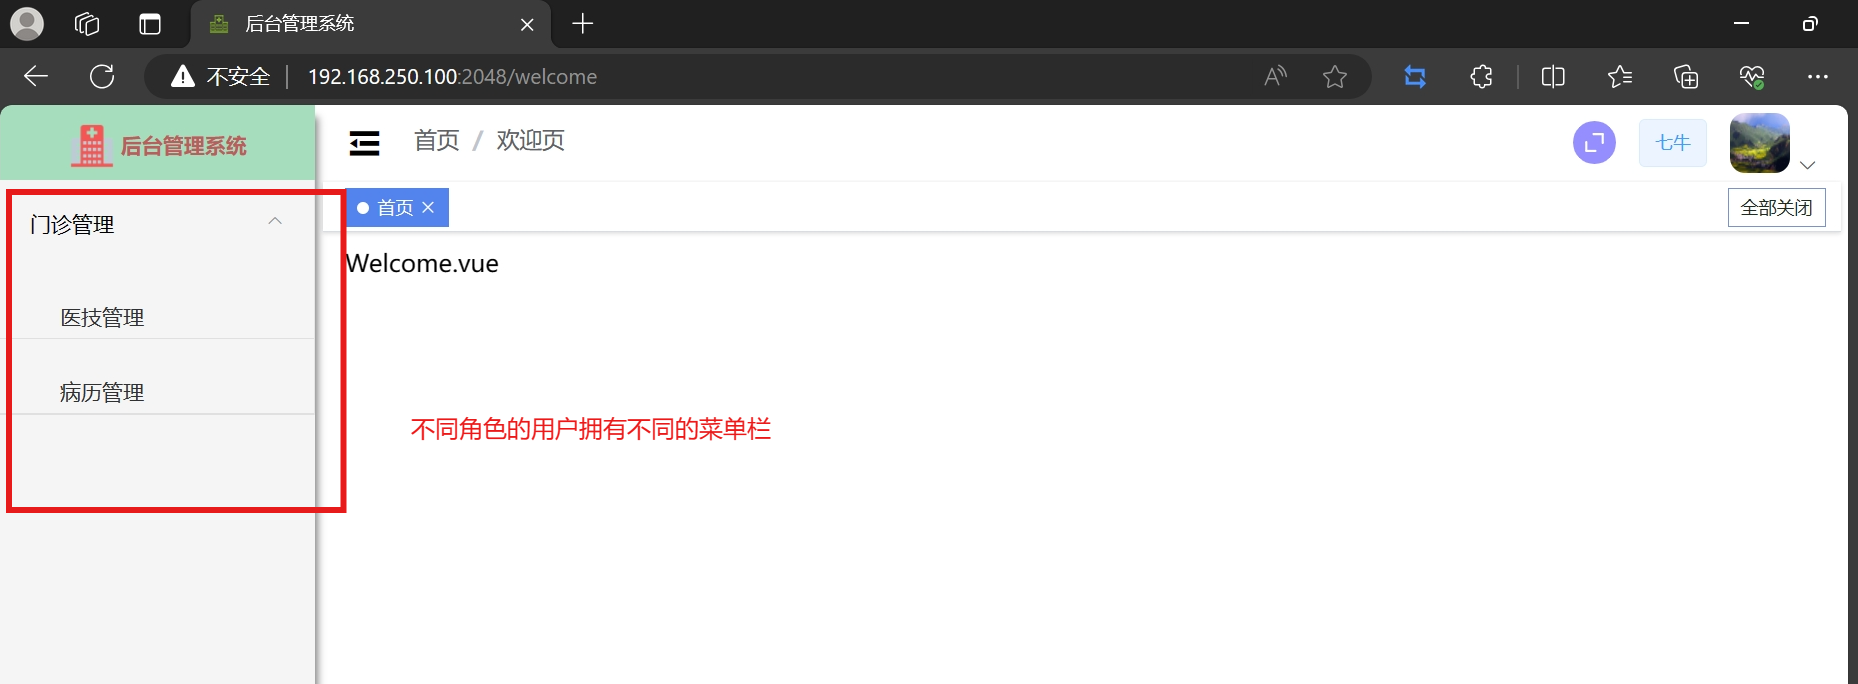 后台管理系统
不安全 192.168.250.100:2048/welcome
后台管理系统
首页 / 欢迎页
七牛
门诊管理
首页
全部关闭
Welcome.vue
医技管理
病历管理
不同角色的用户拥有不同的菜单栏